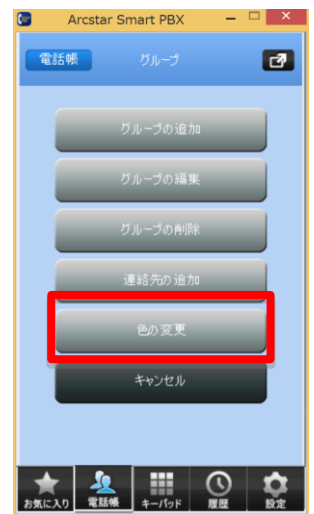 Arcstar Smart PBX
電話帳
グループ
グループの追加
グループの編集
グループの削除
連絡先の追加
色の変更
キャンセル
お気に入り 電話帳 キーパッド 履歴 設定